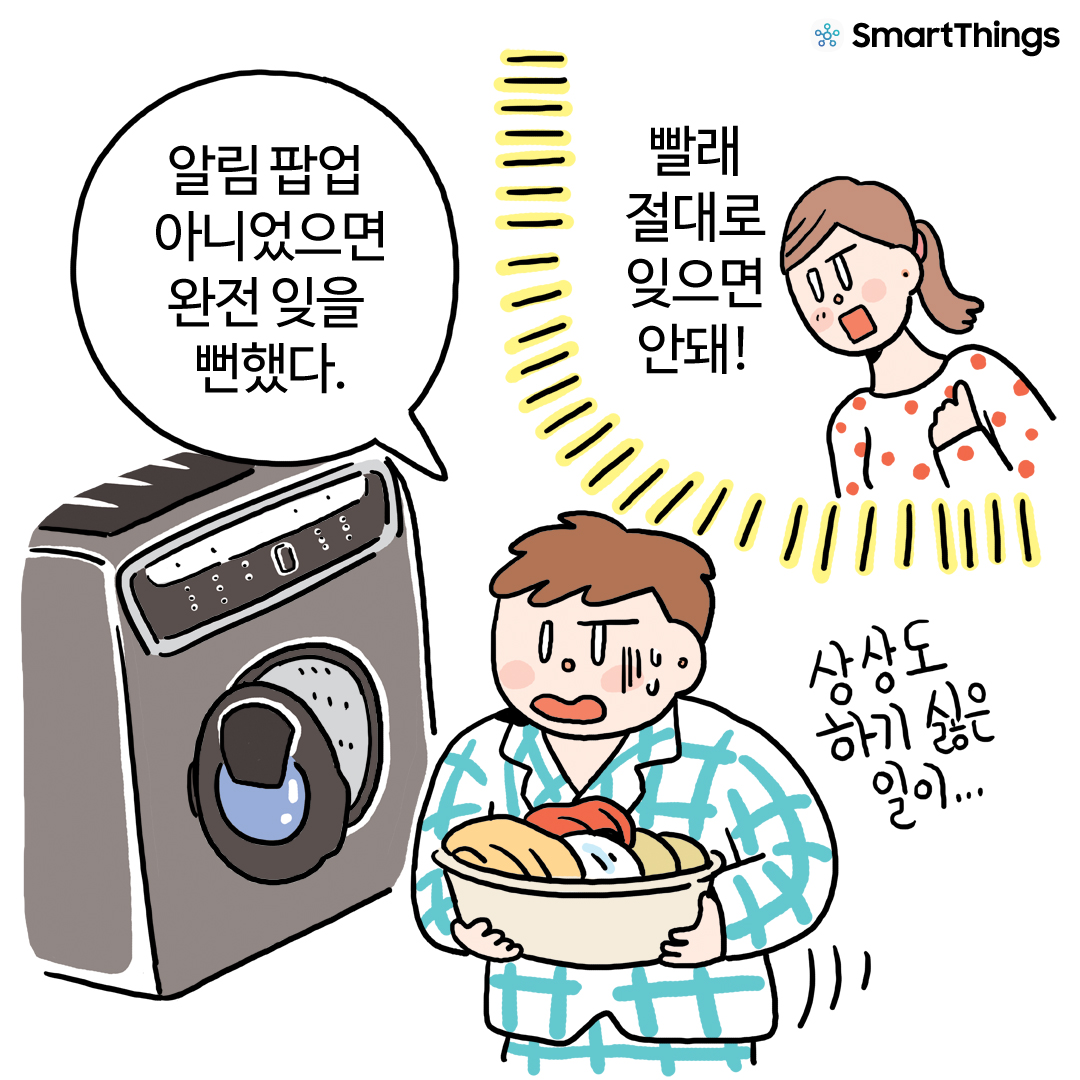 SmartThings
알림 팝업
아니었으면
완전 잊을
뻔했다.
빨래
절대로
잊으면
안돼!
상상도
하기 싫은
일이...